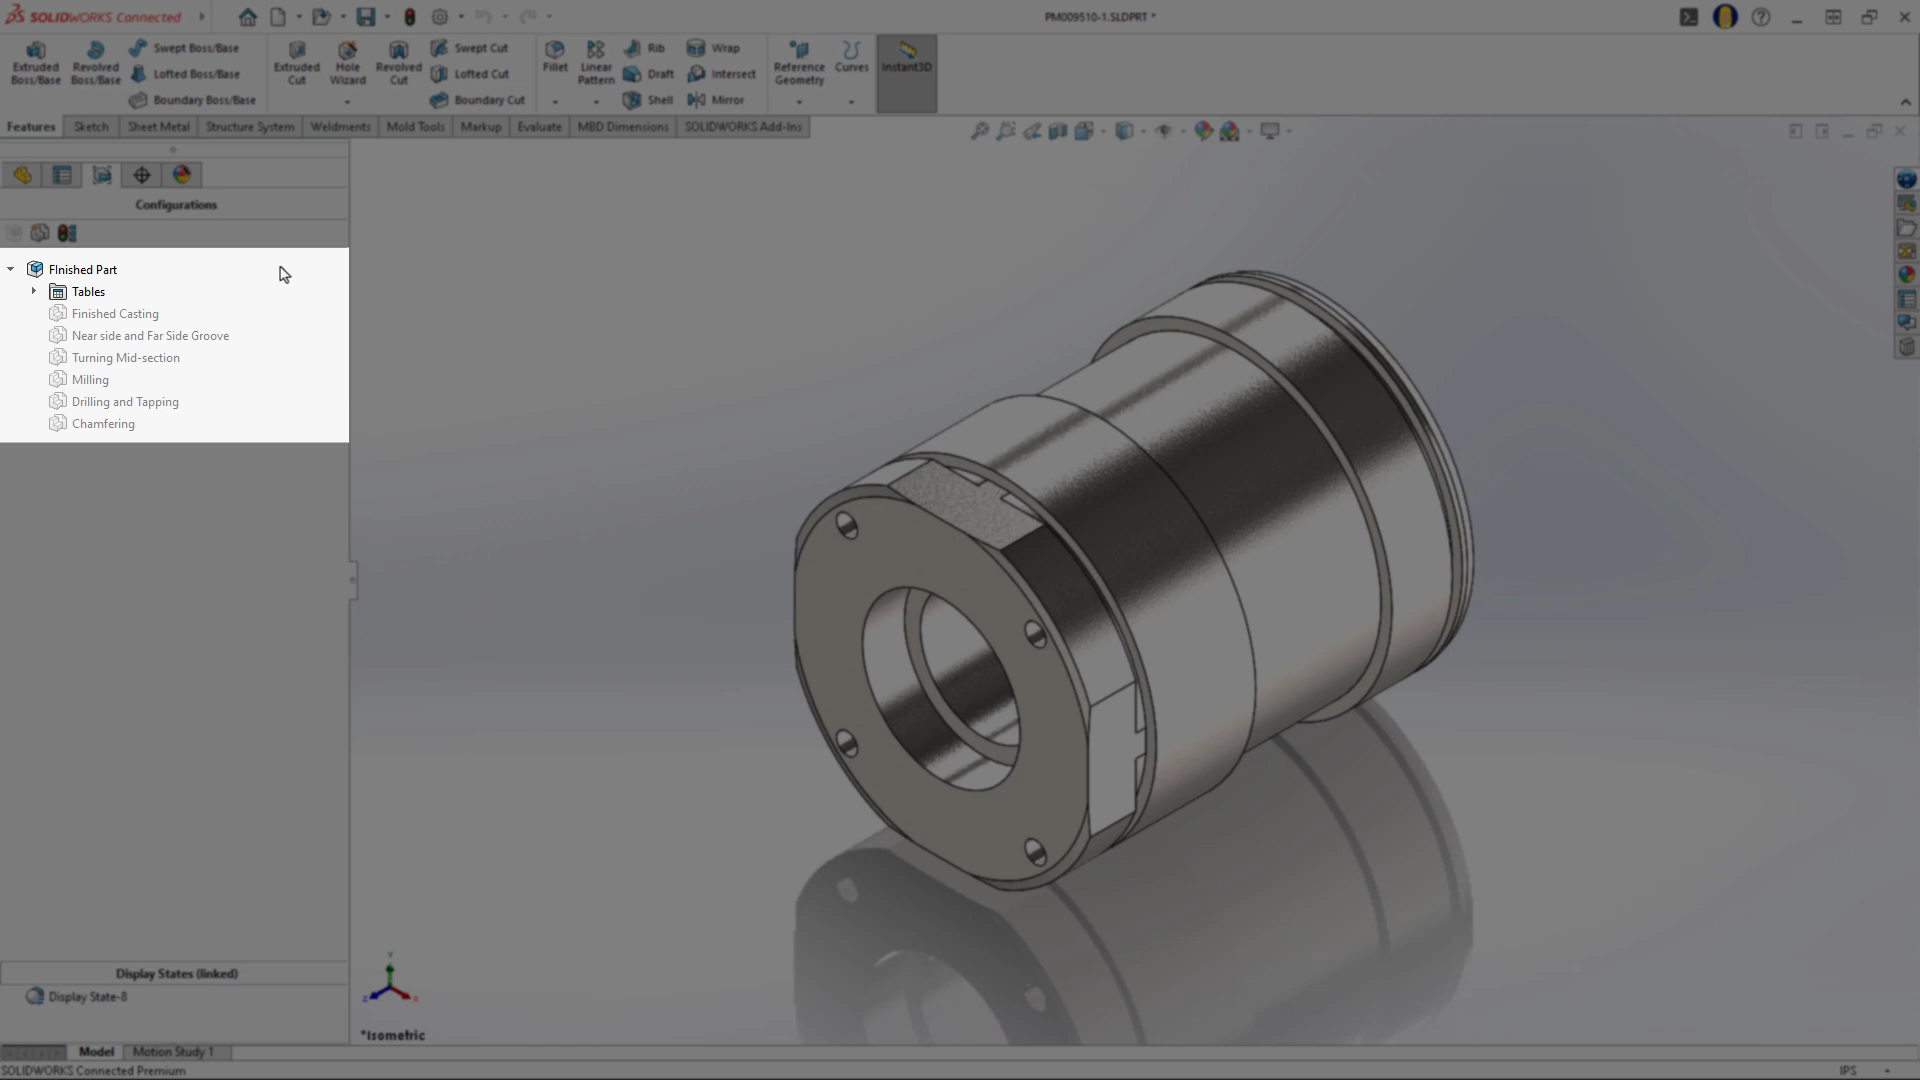 SOLIDWORKS Connected
PM009510-1.SLDPRT *
Extruded Boss/Base
Revolved Boss/Base
Swept Boss/Base
Lofted Boss/Base
Boundary Boss/Base
Extruded Cut
Hole Wizard
Revolved Cut
Swept Cut
Lofted Cut
Boundary Cut
Fillet
Linear Pattern
Rib
Draft
Shell
Wrap
Intersect
Mirror
Reference Geometry
Curves
Instant3D
Features
Sketch
Sheet Metal
Structure System
Weldments
Mold Tools
Markup
Evaluate
MBD Dimensions
SOLIDWORKS Add-Ins
Configurations
FInished Part
Tables
Finished Casting
Near side and Far Side Groove
Turning Mid-section
Milling
Drilling and Tapping
Chamfering
Display States (linked)
Display State-8
Y
Z
X
*Isometric
Model
Motion Study 1
SOLIDWORKS Connected Premium
IPS